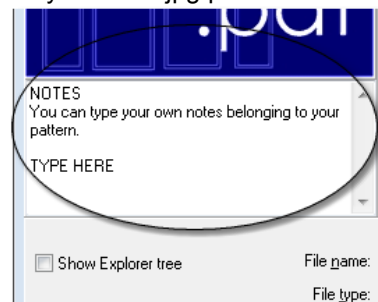 .pdf
NOTES
You can type your own notes belonging to your
pattern.
TYPE HERE
Show Explorer tree
File name:
File type: